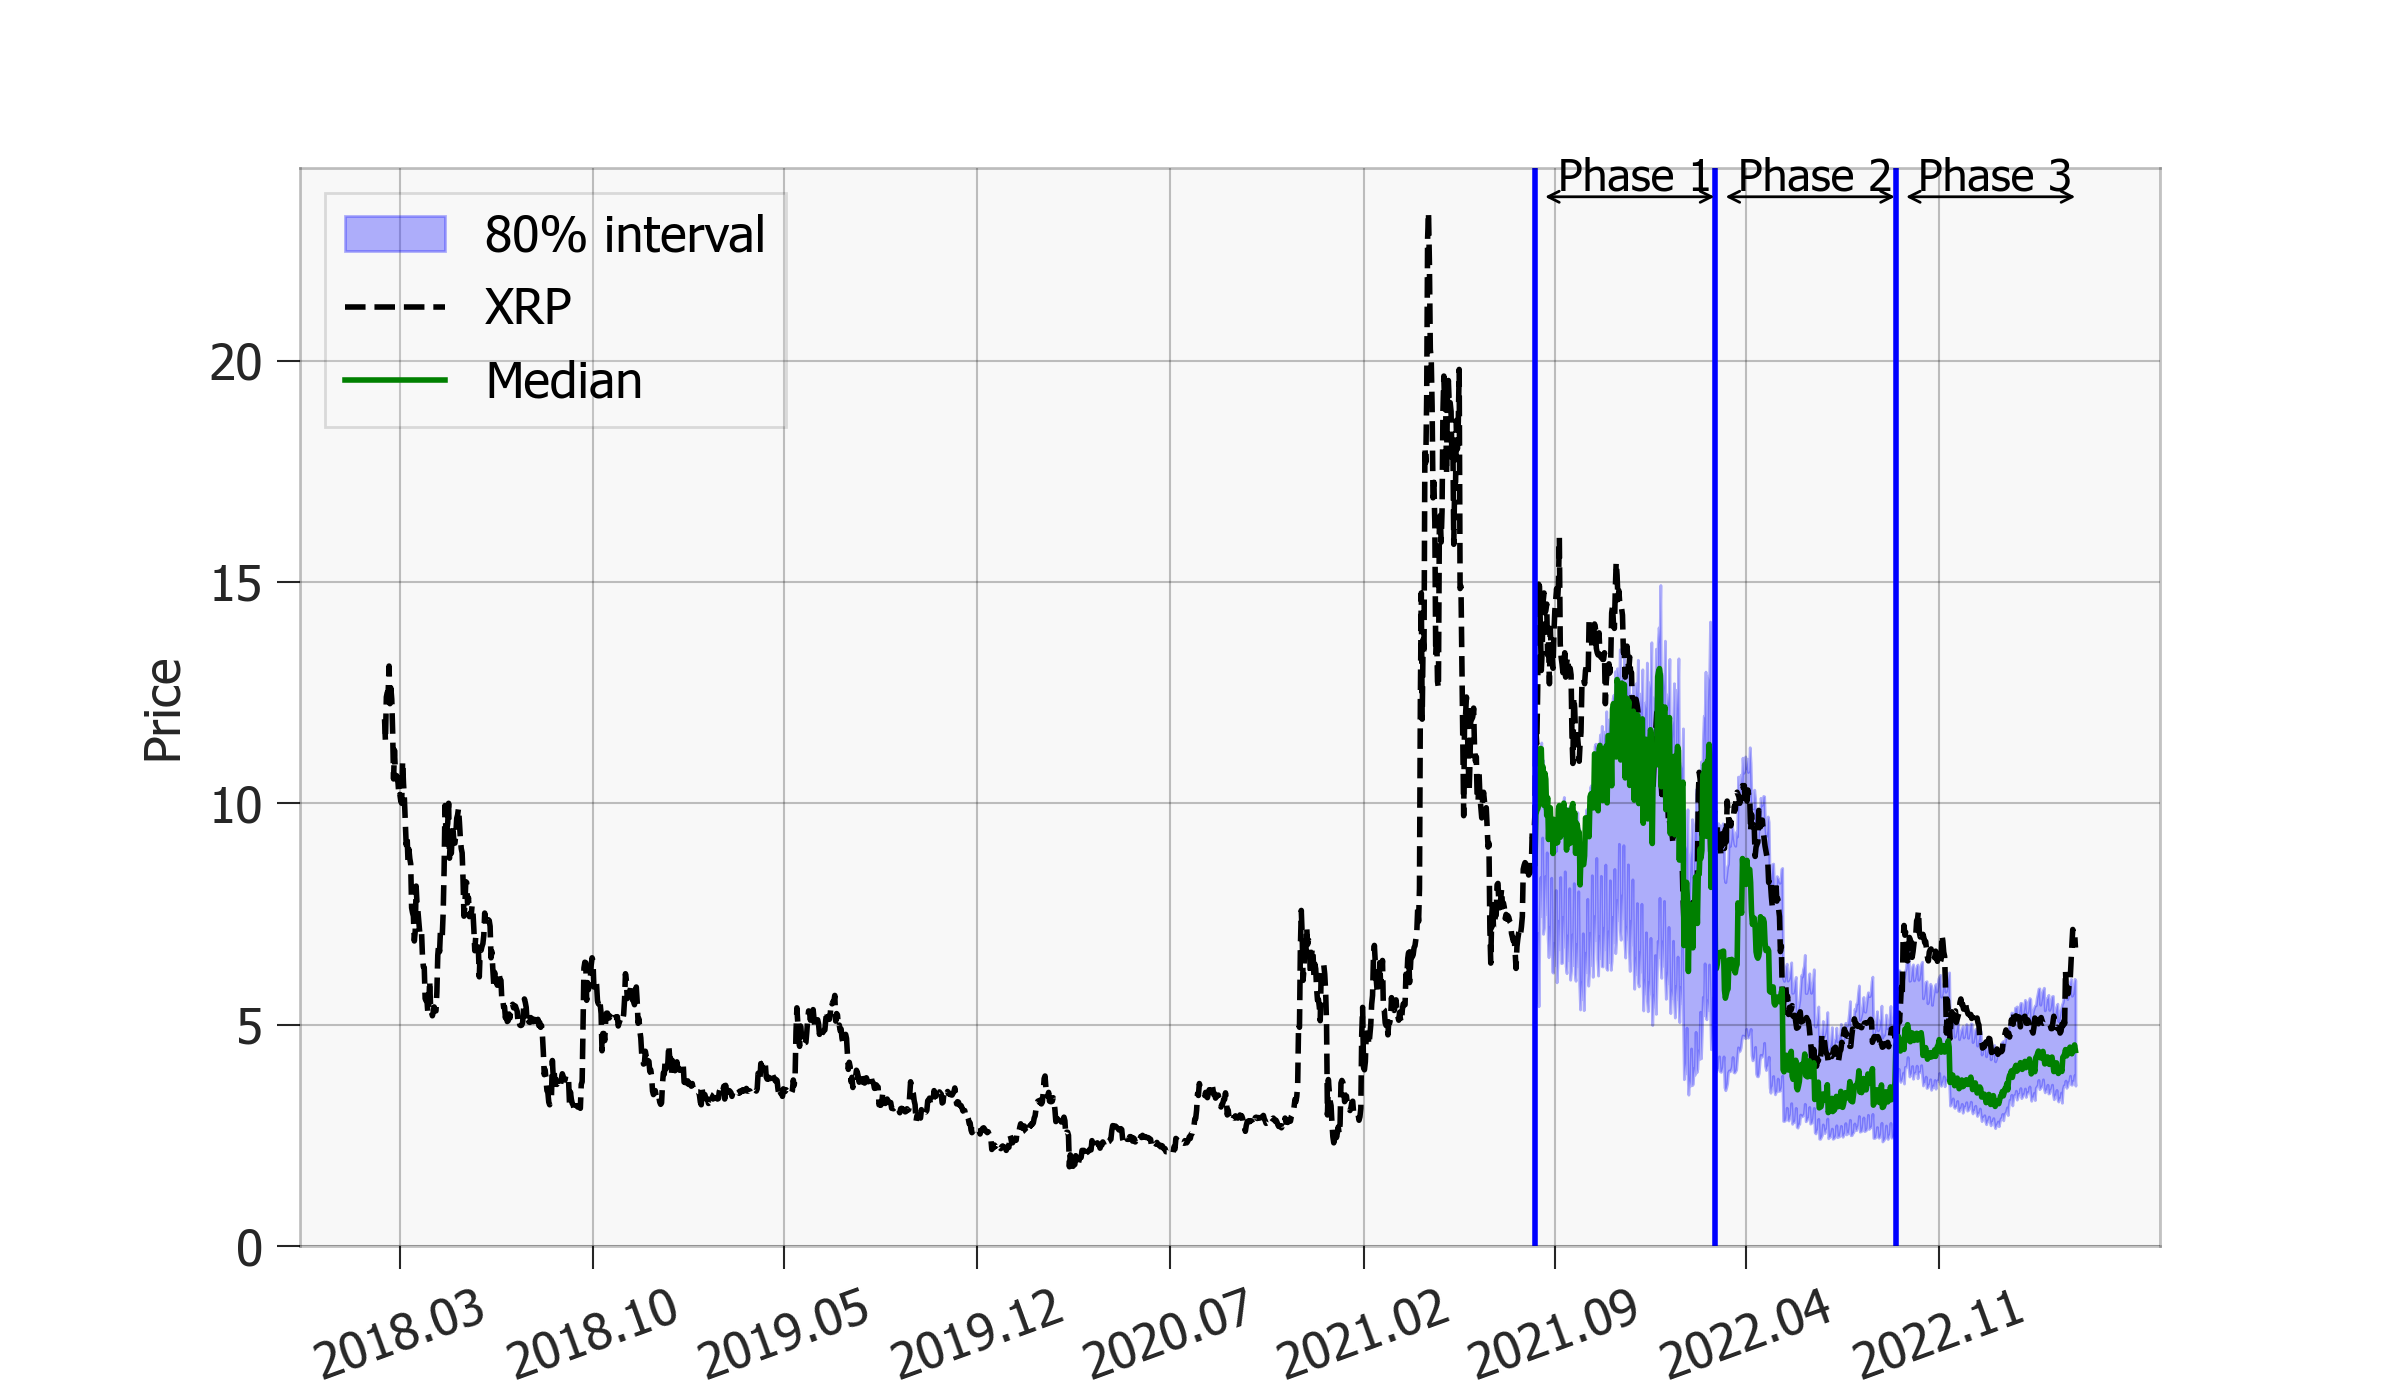 Phase 1
Phase 2
Phase 3
80% interval
XRP
Median
Price
20
15
10
5
0
2018.03
2018.10
2019.05
2019.12
2020.07
2021.02
2021.09
2022.04
2022.11